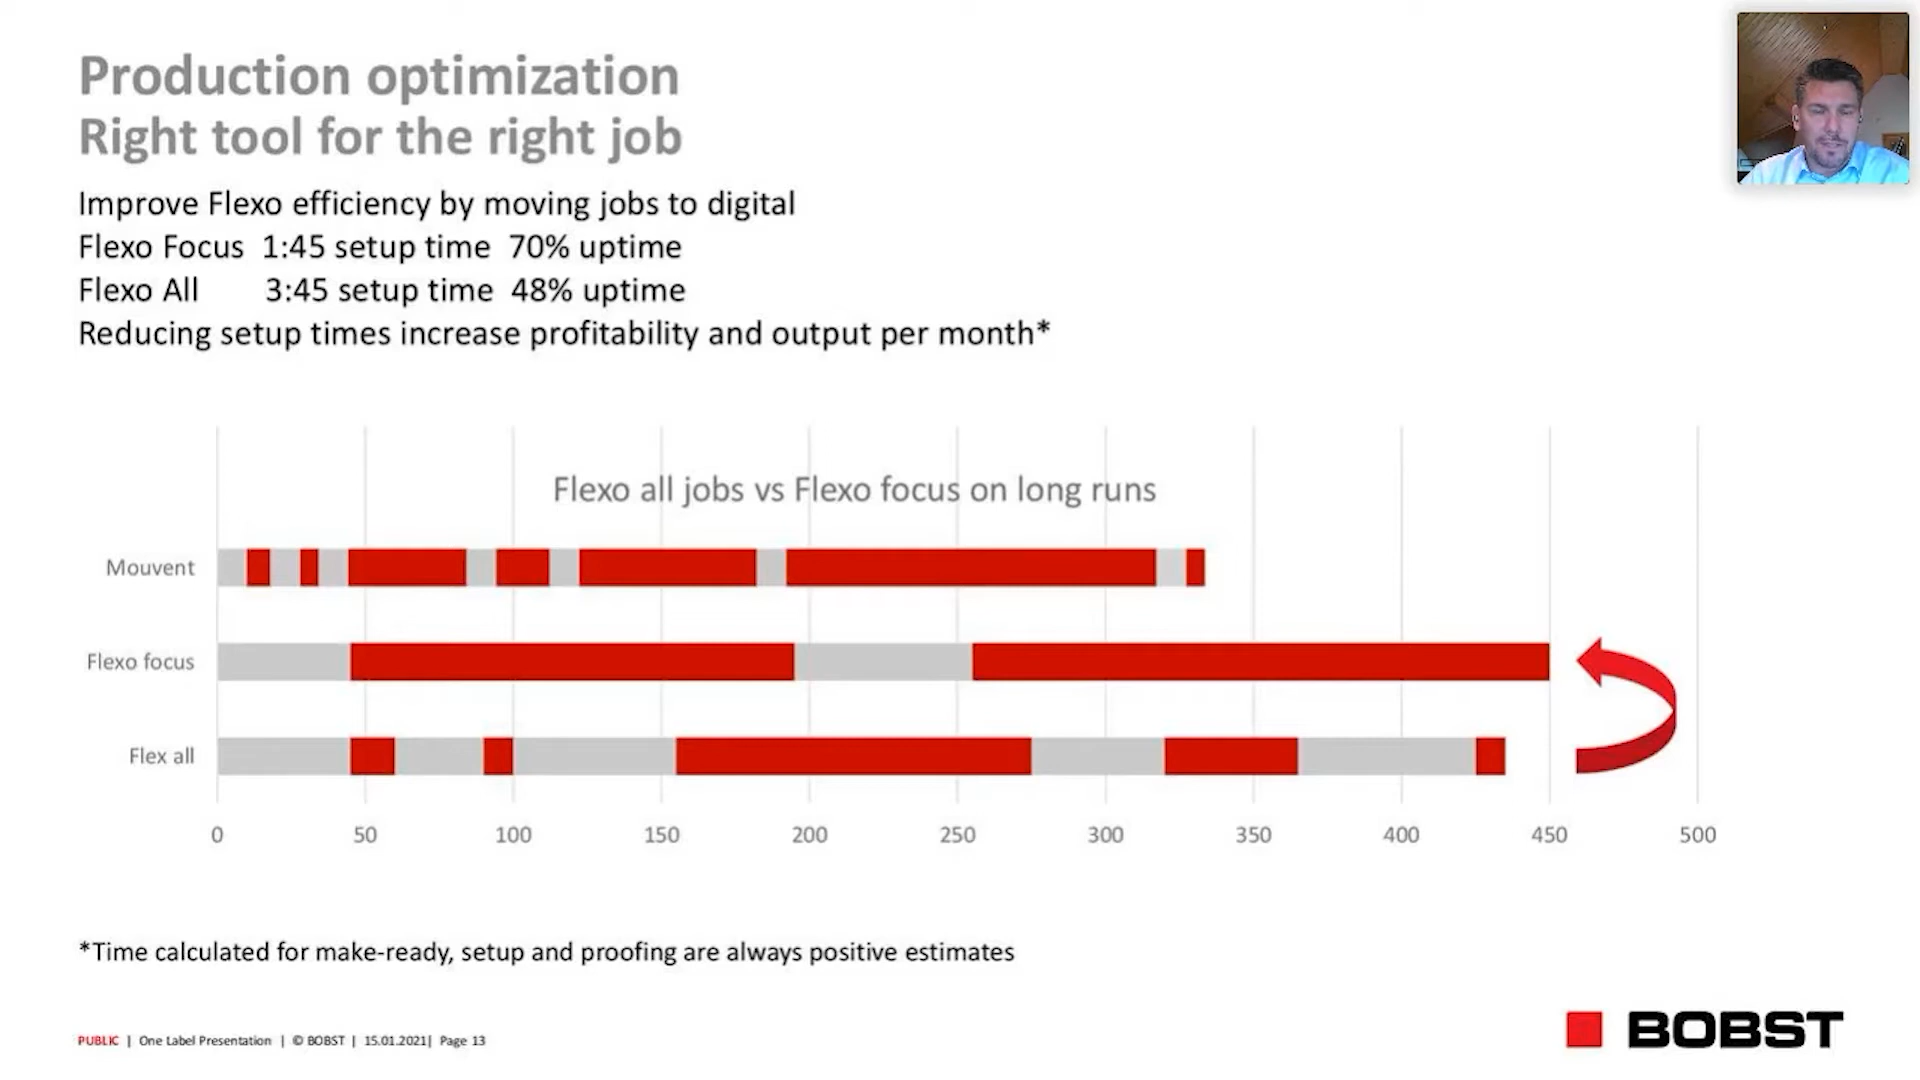 Production optimization
Right tool for the right job
Improve Flexo efficiency by moving jobs to digital
Flexo Focus 1:45 setup time 70% uptime
Flexo All 3:45 setup time 48% uptime
Reducing setup times increase profitability and output per month*
Flexo all jobs vs Flexo focus on long runs
Mouvent
Flexo focus
Flex all
0 50 100 150 200 250 300 350 400 450 500
*Time calculated for make-ready, setup and proofing are always positive estimates
PUBLIC | One Label Presentation | © BOBST | 15.01.2021| Page 13
BOBST